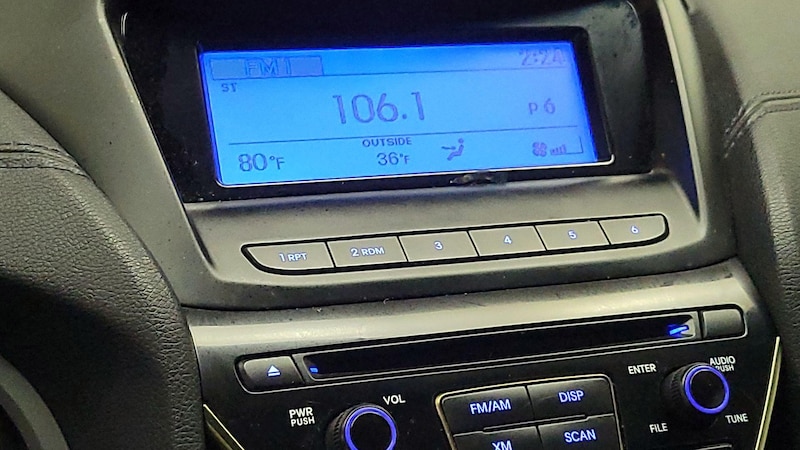 FM1 2:24
ST
106.1 P 6
OUTSIDE
80°F 36°F
1 RPT 2 RDM 3 4 5 6
ENTER AUDIO
PUSH
PWR
PUSH VOL
FM/AM DISP
FILE TUNE
XM SCAN